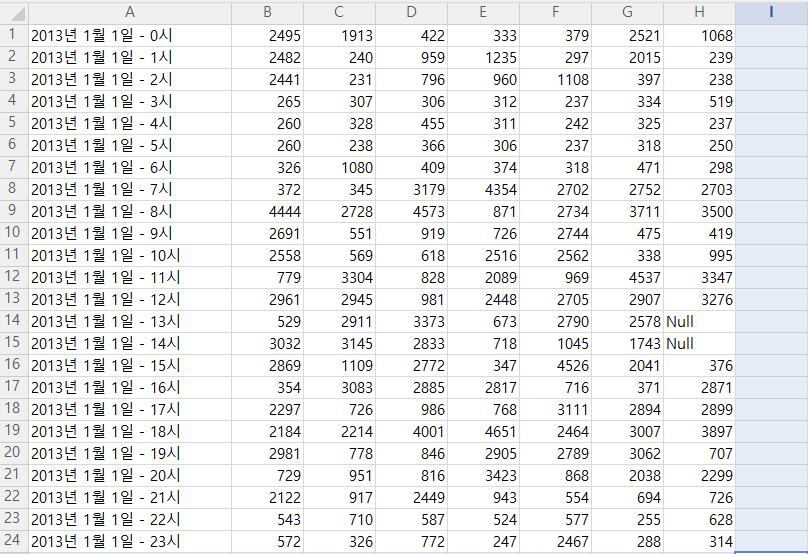 A B C D E F G H I
1 2013년 1월 1일 - 0시 2495 1913 422 333 379 2521 1068
2 2013년 1월 1일 - 1시 2482 240 959 1235 297 2015 239
3 2013년 1월 1일 - 2시 2441 231 796 960 1108 397 238
4 2013년 1월 1일 - 3시 265 307 306 312 237 334 519
5 2013년 1월 1일 - 4시 260 328 455 311 242 325 237
6 2013년 1월 1일 - 5시 260 238 366 306 237 318 250
7 2013년 1월 1일 - 6시 326 1080 409 374 318 471 298
8 2013년 1월 1일 - 7시 372 345 3179 4354 2702 2752 2703
9 2013년 1월 1일 - 8시 4444 2728 4573 871 2734 3711 3500
10 2013년 1월 1일 - 9시 2691 551 919 726 2744 475 419
11 2013년 1월 1일 - 10시 2558 569 618 2516 2562 338 995
12 2013년 1월 1일 - 11시 779 3304 828 2089 969 4537 3347
13 2013년 1월 1일 - 12시 2961 2945 981 2448 2705 2907 3276
14 2013년 1월 1일 - 13시 529 2911 3373 673 2790 2578 Null
15 2013년 1월 1일 - 14시 3032 3145 2833 718 1045 1743 Null
16 2013년 1월 1일 - 15시 2869 1109 2772 347 4526 2041 376
17 2013년 1월 1일 - 16시 354 3083 2885 2817 716 371 2871
18 2013년 1월 1일 - 17시 2297 726 986 768 3111 2894 2899
19 2013년 1월 1일 - 18시 2184 2214 4001 4651 2464 3007 3897
20 2013년 1월 1일 - 19시 2981 778 846 2905 2789 3062 707
21 2013년 1월 1일 - 20시 729 951 816 3423 868 2038 2299
22 2013년 1월 1일 - 21시 2122 917 2449 943 554 694 726
23 2013년 1월 1일 - 22시 543 710 587 524 577 255 628
24 2013년 1월 1일 - 23시 572 326 772 247 2467 288 314